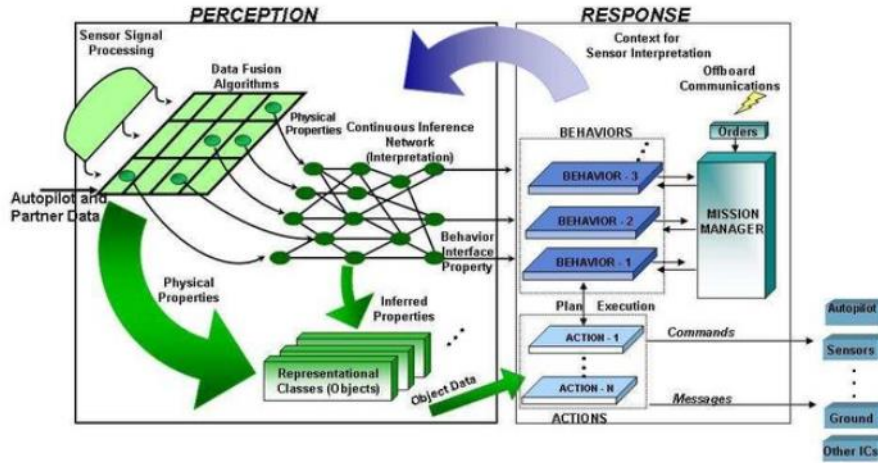 PERCEPTION
RESPONSE
Sensor Signal
Processing
Data Fusion
Algorithms
Physical
Properties
Continuous Inference
Network
(Interpretation)
Autopilot and
Partner Data
Physical
Properties
Behavior
Interface
Property
Inferred
Properties
Representational
Classes (Objects)
Object Data
Context for
Sensor Interpretation
Offboard
Communications
Orders
BEHAVIORS
BEHAVIOR - 3
BEHAVIOR - 2
BEHAVIOR - 1
MISSION
MANAGER
Plan Execution
ACTION - 1
ACTION - N
ACTIONS
Commands
Messages
Autopilot
Sensors
Ground
Other ICs